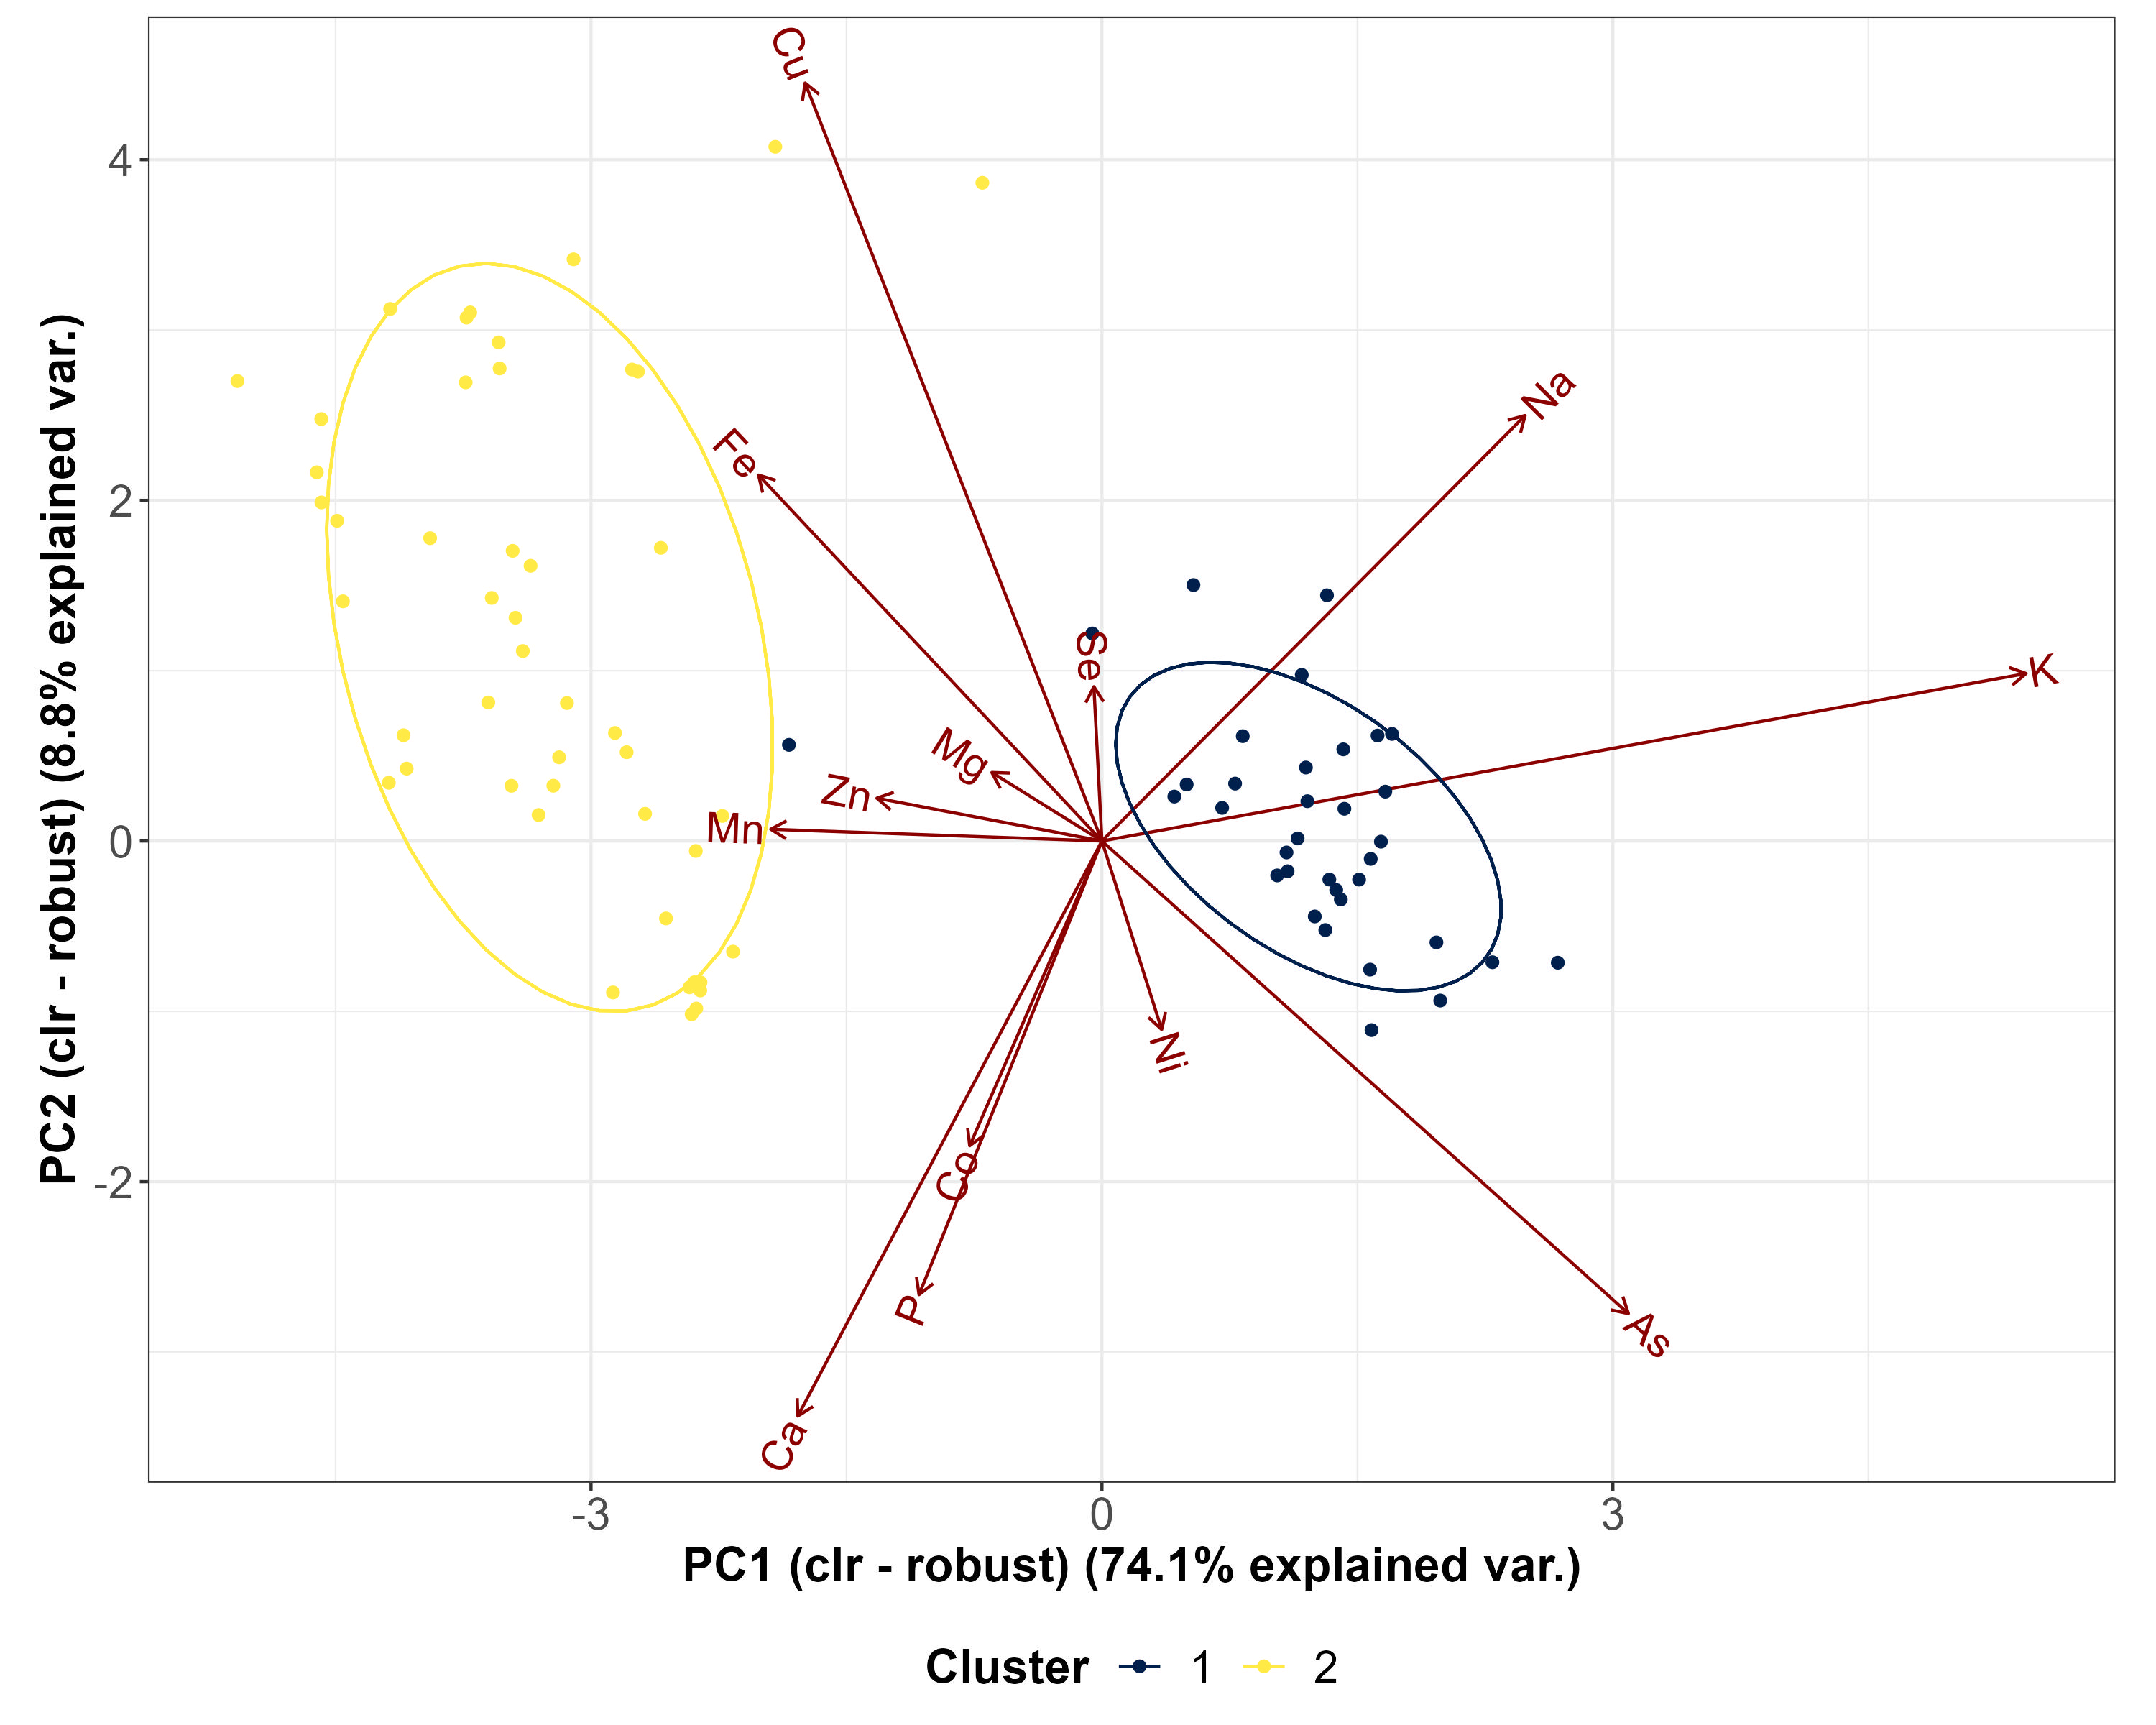 Cu
4
Na
Fe
2
Se
K
Mg
Zn
Mn
0
Ni
Co
-2
P
As
Ca
PC2 (clr - robust) (8.8% explained var.)
-3
0
3
PC1 (clr - robust) (74.1% explained var.)
Cluster 1 2